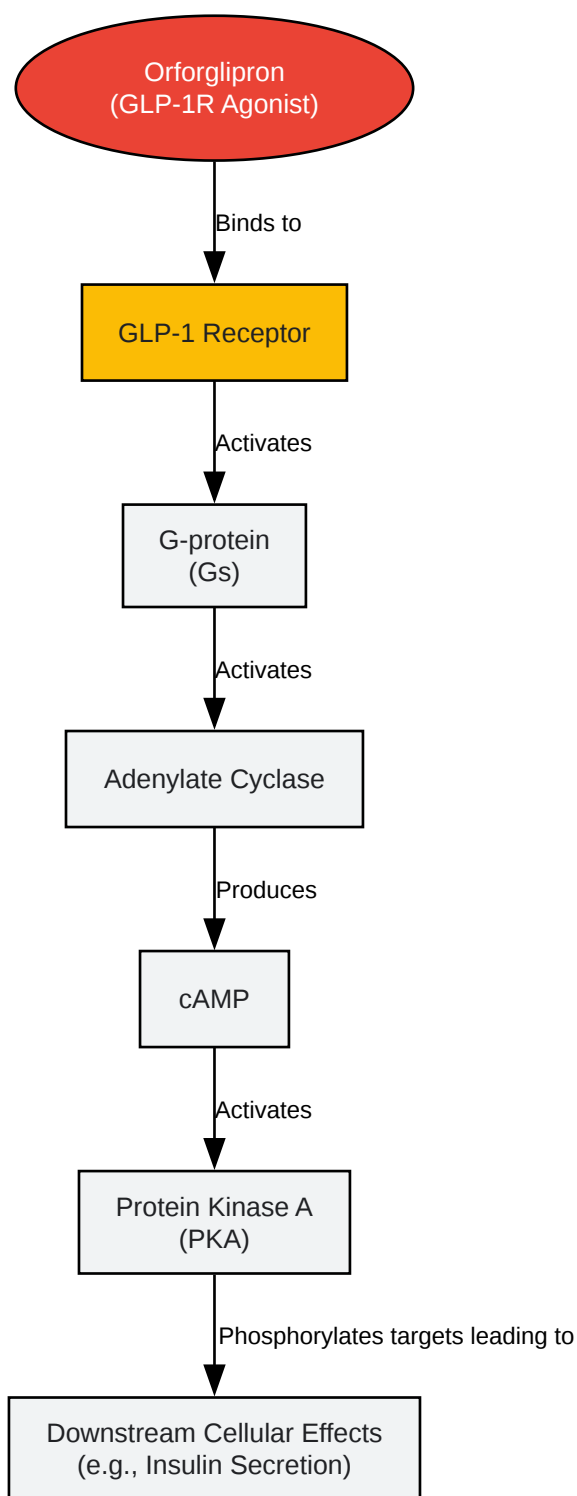 Orforglipron
(GLP-1R Agonist)
Binds to
GLP-1 Receptor
Activates
G-protein
(Gs)
Activates
Adenylate Cyclase
Produces
cAMP
Activates
Protein Kinase A
(PKA)
Phosphorylates targets leading to
Downstream Cellular Effects
(e.g., Insulin Secretion)